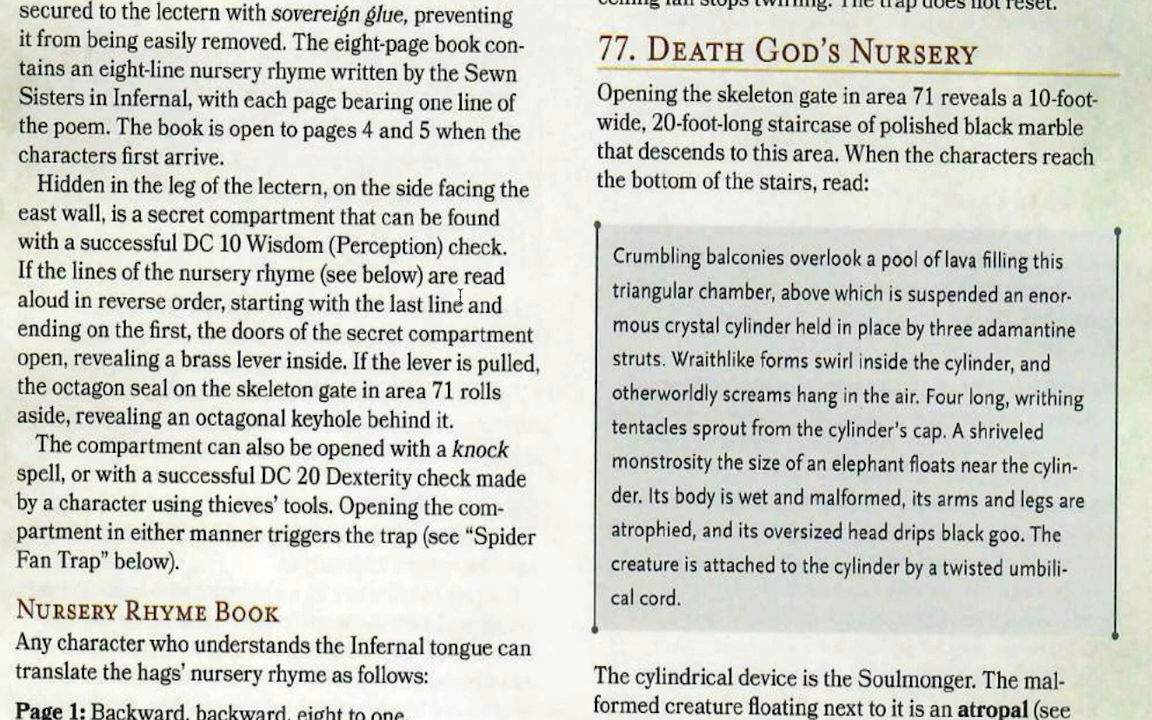 secured to the lectern with sovereign glue, preventing
it from being easily removed. The eight-page book con-
tains an eight-line nursery rhyme written by the Sewn
Sisters in Infernal, with each page bearing one line of
the poem. The book is open to pages 4 and 5 when the
characters first arrive.
Hidden in the leg of the lectern, on the side facing the
east wall, is a secret compartment that can be found
with a successful DC 10 Wisdom (Perception) check.
If the lines of the nursery rhyme (see below) are read
aloud in reverse order, starting with the last line and
ending on the first, the doors of the secret compartment
open, revealing a brass lever inside. If the lever is pulled,
the octagon seal on the skeleton gate in area 71 rolls
aside, revealing an octagonal keyhole behind it.
The compartment can also be opened with a knock
spell, or with a successful DC 20 Dexterity check made
by a character using thieves' tools. Opening the com-
partment in either manner triggers the trap (see “Spider
Fan Trap” below).
NURSERY RHYME BOOK
Any character who understands the Infernal tongue can
translate the hags' nursery rhyme as follows:
Page 1: Backward, backward, eight to one,
ceiling fan stops twirling. The trap does not reset.
77. DEATH GOD'S NURSERY
Opening the skeleton gate in area 71 reveals a 10-foot-
wide, 20-foot-long staircase of polished black marble
that descends to this area. When the characters reach
the bottom of the stairs, read:
Crumbling balconies overlook a pool of lava filling this
triangular chamber, above which is suspended an enor-
mous crystal cylinder held in place by three adamantine
struts. Wraithlike forms swirl inside the cylinder, and
otherworldly screams hang in the air. Four long, writhing
tentacles sprout from the cylinder's cap. A shriveled
monstrosity the size of an elephant floats near the cylin-
der. Its body is wet and malformed, its arms and legs are
atrophied, and its oversized head drips black goo. The
creature is attached to the cylinder by a twisted umbili-
cal cord.
The cylindrical device is the Soulmonger. The mal-
formed creature floating next to it is an atropal (see